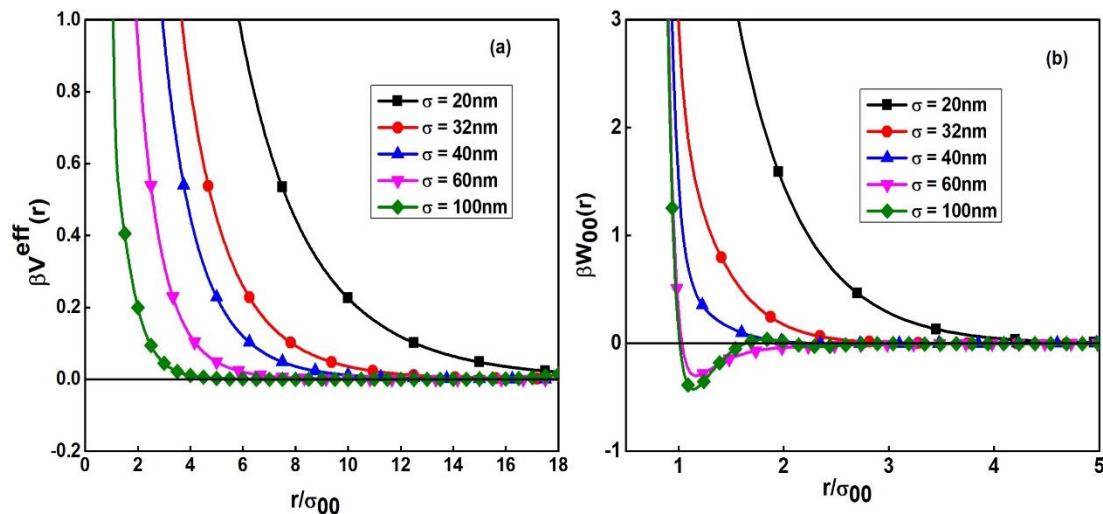 (a)
σ = 20nm
σ = 32nm
σ = 40nm
σ = 60nm
σ = 100nm
βV^eff(r)
1.0
0.8
0.6
0.4
0.2
0.0
-0.2
0 2 4 6 8 10 12 14 16 18
r/σ00
(b)
σ = 20nm
σ = 32nm
σ = 40nm
σ = 60nm
σ = 100nm
βW00(r)
3
2
1
0
-1
1 2 3 4 5
r/σ00